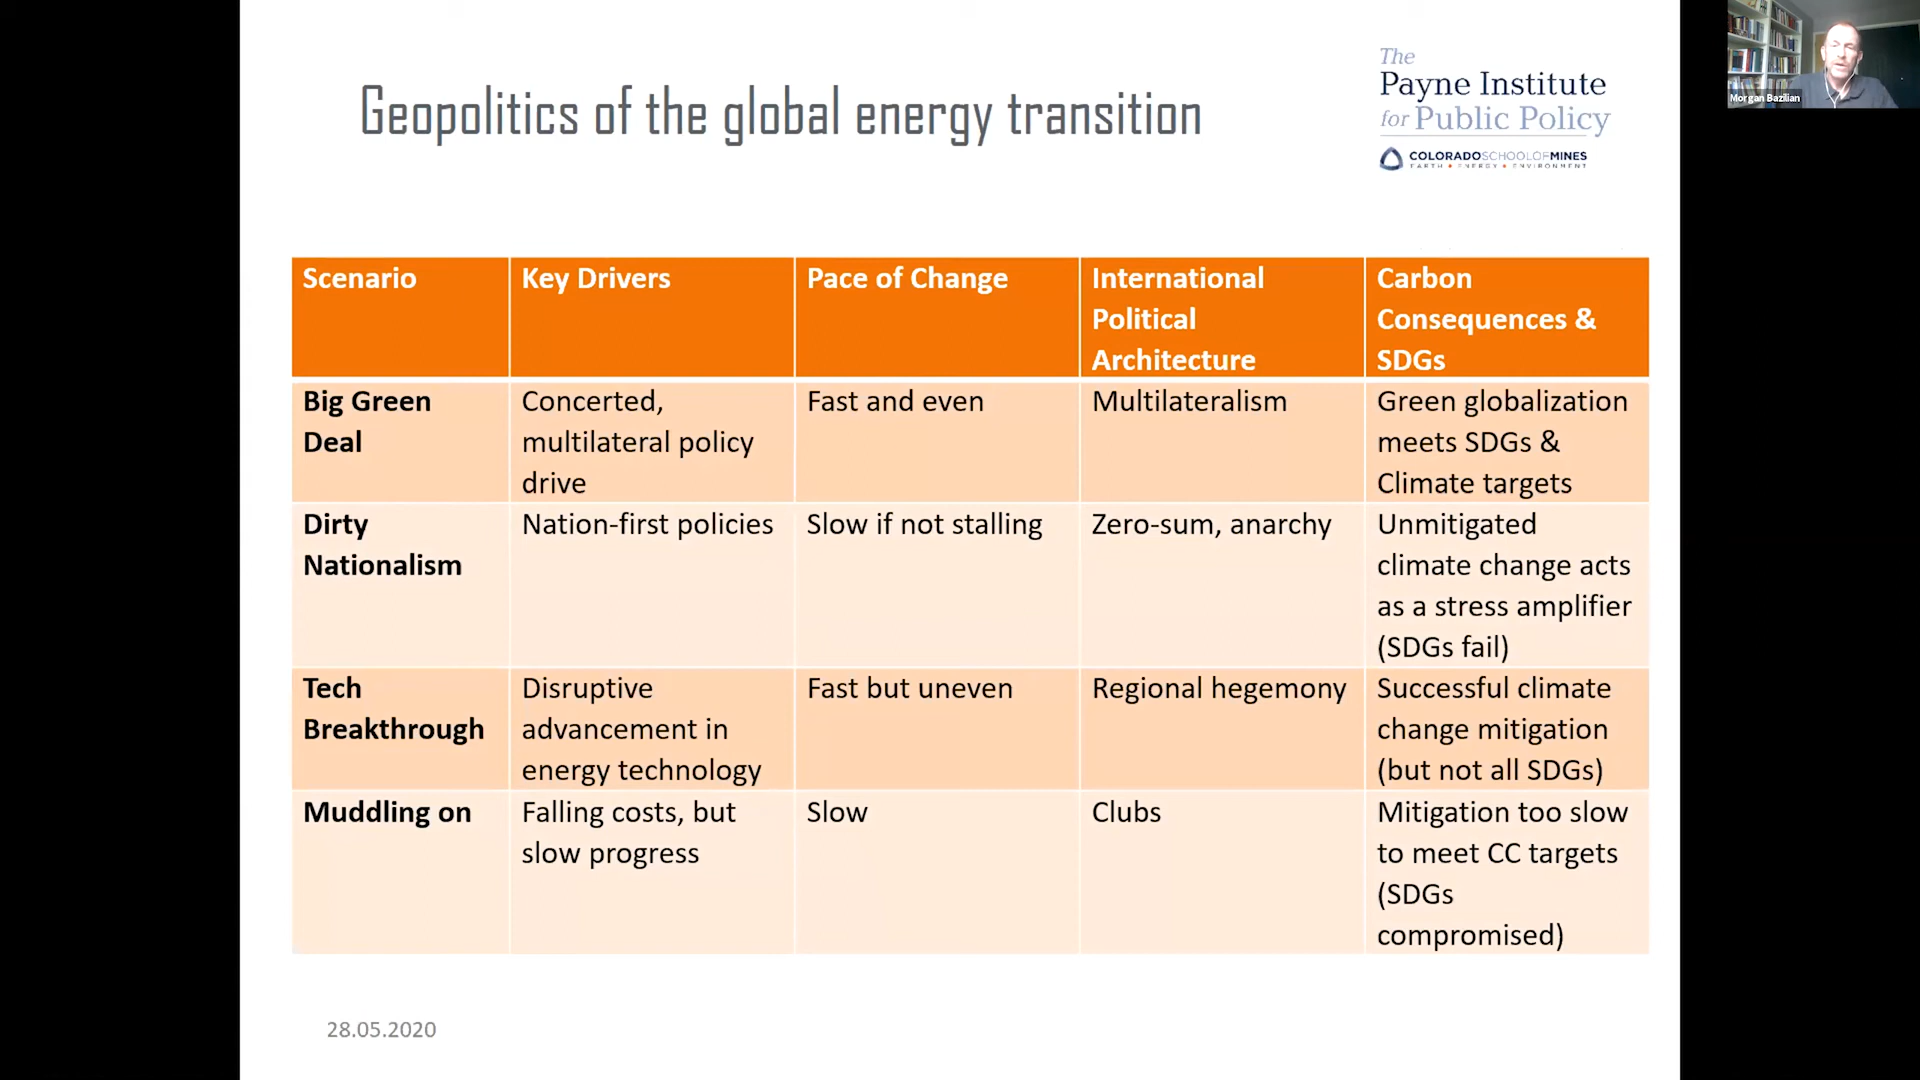 Geopolitics of the global energy transition
The
Payne Institute
for Public Policy
COLORADOSCHOOLOFMINES
EARTH • ENERGY • ENVIRONMENT
Morgan Bazilian
Scenario
Key Drivers
Pace of Change
International
Political
Architecture
Carbon
Consequences &
SDGs
Big Green
Deal
Concerted,
multilateral policy
drive
Fast and even
Multilateralism
Green globalization
meets SDGs &
Climate targets
Dirty
Nationalism
Nation-first policies
Slow if not stalling
Zero-sum, anarchy
Unmitigated
climate change acts
as a stress amplifier
(SDGs fail)
Tech
Breakthrough
Disruptive
advancement in
energy technology
Fast but uneven
Regional hegemony
Successful climate
change mitigation
(but not all SDGs)
Muddling on
Falling costs, but
slow progress
Slow
Clubs
Mitigation too slow
to meet CC targets
(SDGs
compromised)
28.05.2020